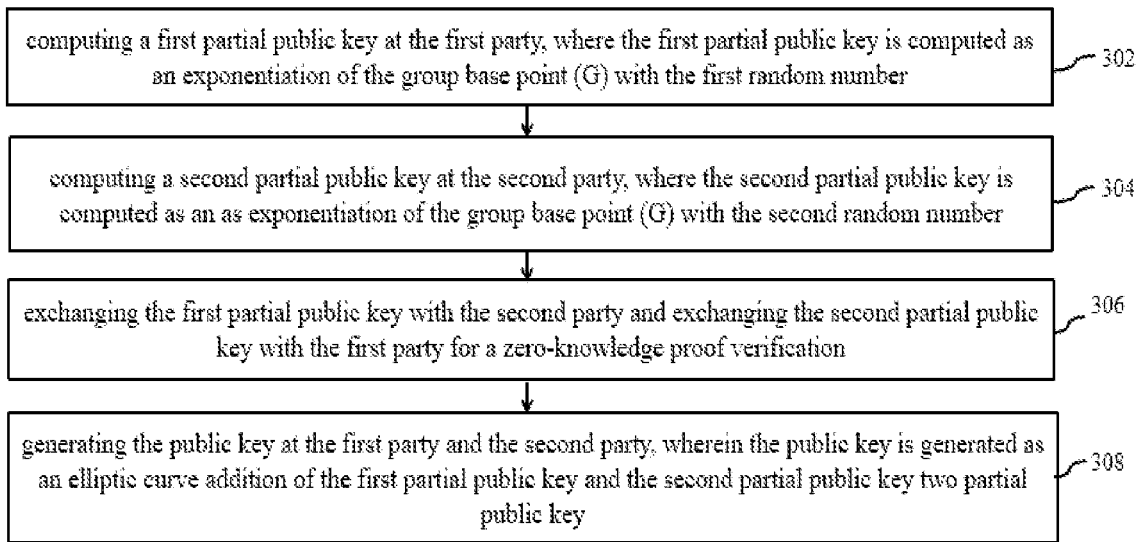 computing a first partial public key at the first party, where the first partial public key is computed as
an exponentiation of the group base point (G) with the first random number
302
computing a second partial public key at the second party, where the second partial public key is
computed as an as exponentiation of the group base point (G) with the second random number
304
exchanging the first partial public key with the second party and exchanging the second partial public
key with the first party for a zero-knowledge proof verification
306
generating the public key at the first party and the second party, wherein the public key is generated as
an elliptic curve addition of the first partial public key and the second partial public key two partial
public key
308